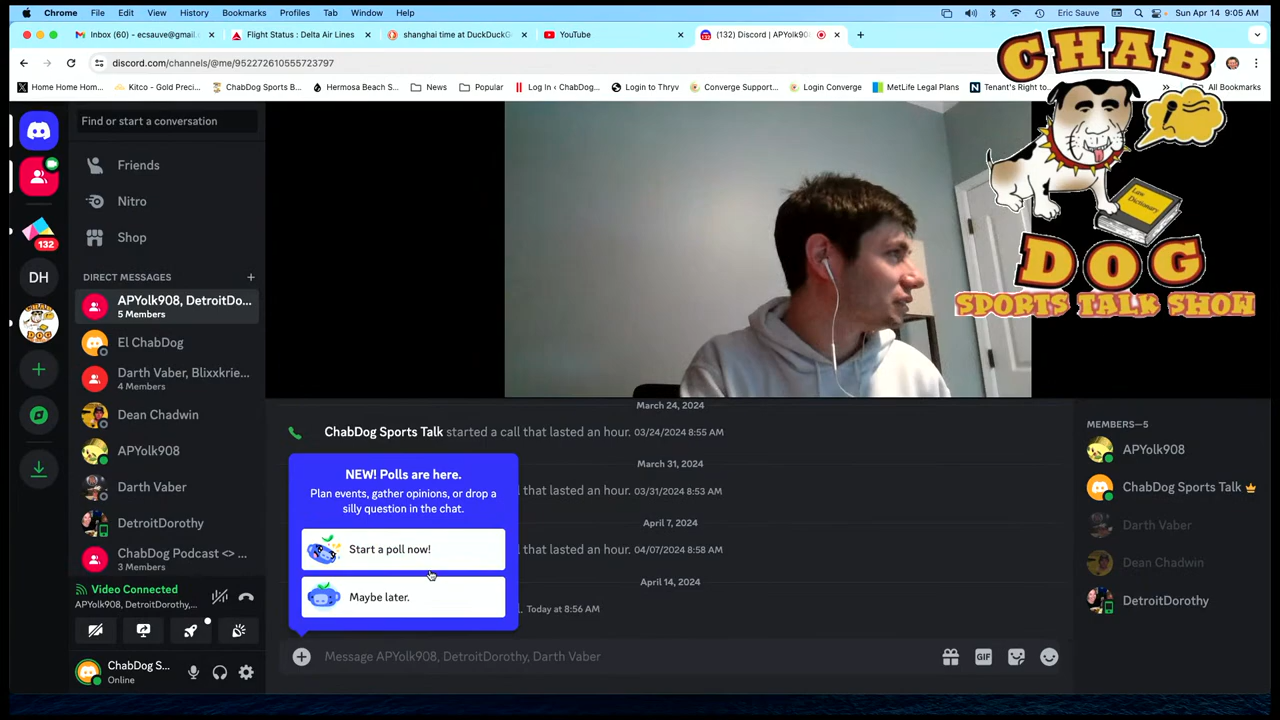 Chrome File Edit View History Bookmarks Profiles Tab Window Help Eric Sauve Sun Apr 14 9:05 AM
Inbox (60) - ecsauve@gmail. Flight Status : Delta Air Lines shanghai time at DuckDuckG YouTube (132) Discord | APYolk90
discord.com/channels/@me/952272610555723797
Home Home Hom... Kitco - Gold Preci... ChabDog Sports B... Hermosa Beach S... News Popular Log In ‹ ChabDog... Login to Thryv Converge Support... Login Converge MetLife Legal Plans Tenant's Right to » All Bookmarks
CHAB
Law Dictionary
DOG
SPORTS TALK SHOW
Find or start a conversation
Friends
Nitro
Shop
132
DH
DIRECT MESSAGES +
APYolk908, DetroitDo...
5 Members
El ChabDog
Darth Vaber, Blixxkrie...
4 Members
Dean Chadwin
APYolk908
Darth Vaber
DetroitDorothy
ChabDog Podcast <> ...
3 Members
Video Connected
APYolk908, DetroitDorothy,...
ChabDog S...
Online
March 24, 2024
ChabDog Sports Talk started a call that lasted an hour. 03/24/2024 8:55 AM
March 31, 2024
d a call that lasted an hour. 03/31/2024 8:53 AM
April 7, 2024
d a call that lasted an hour. 04/07/2024 8:58 AM
April 14, 2024
. Today at 8:56 AM
NEW! Polls are here.
Plan events, gather opinions, or drop a
silly question in the chat.
Start a poll now!
Maybe later.
Message APYolk908, DetroitDorothy, Darth Vaber
GIF
MEMBERS—5
APYolk908
ChabDog Sports Talk
Darth Vaber
Dean Chadwin
DetroitDorothy